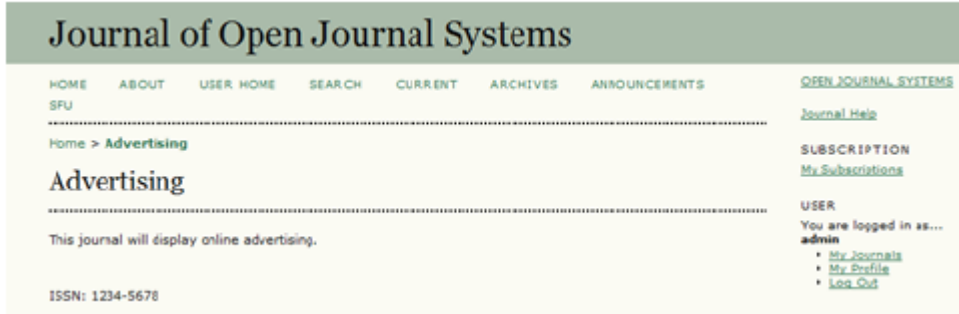 Journal of Open Journal Systems
HOME ABOUT USER HOME SEARCH CURRENT ARCHIVES ANNOUNCEMENTS
SFU
Home > Advertising
Advertising
This journal will display online advertising.
ISSN: 1234-5678
OPEN JOURNAL SYSTEMS
Journal Help
SUBSCRIPTION
My Subscriptions
USER
You are logged in as...
admin
My Journals
My Profile
Log Out